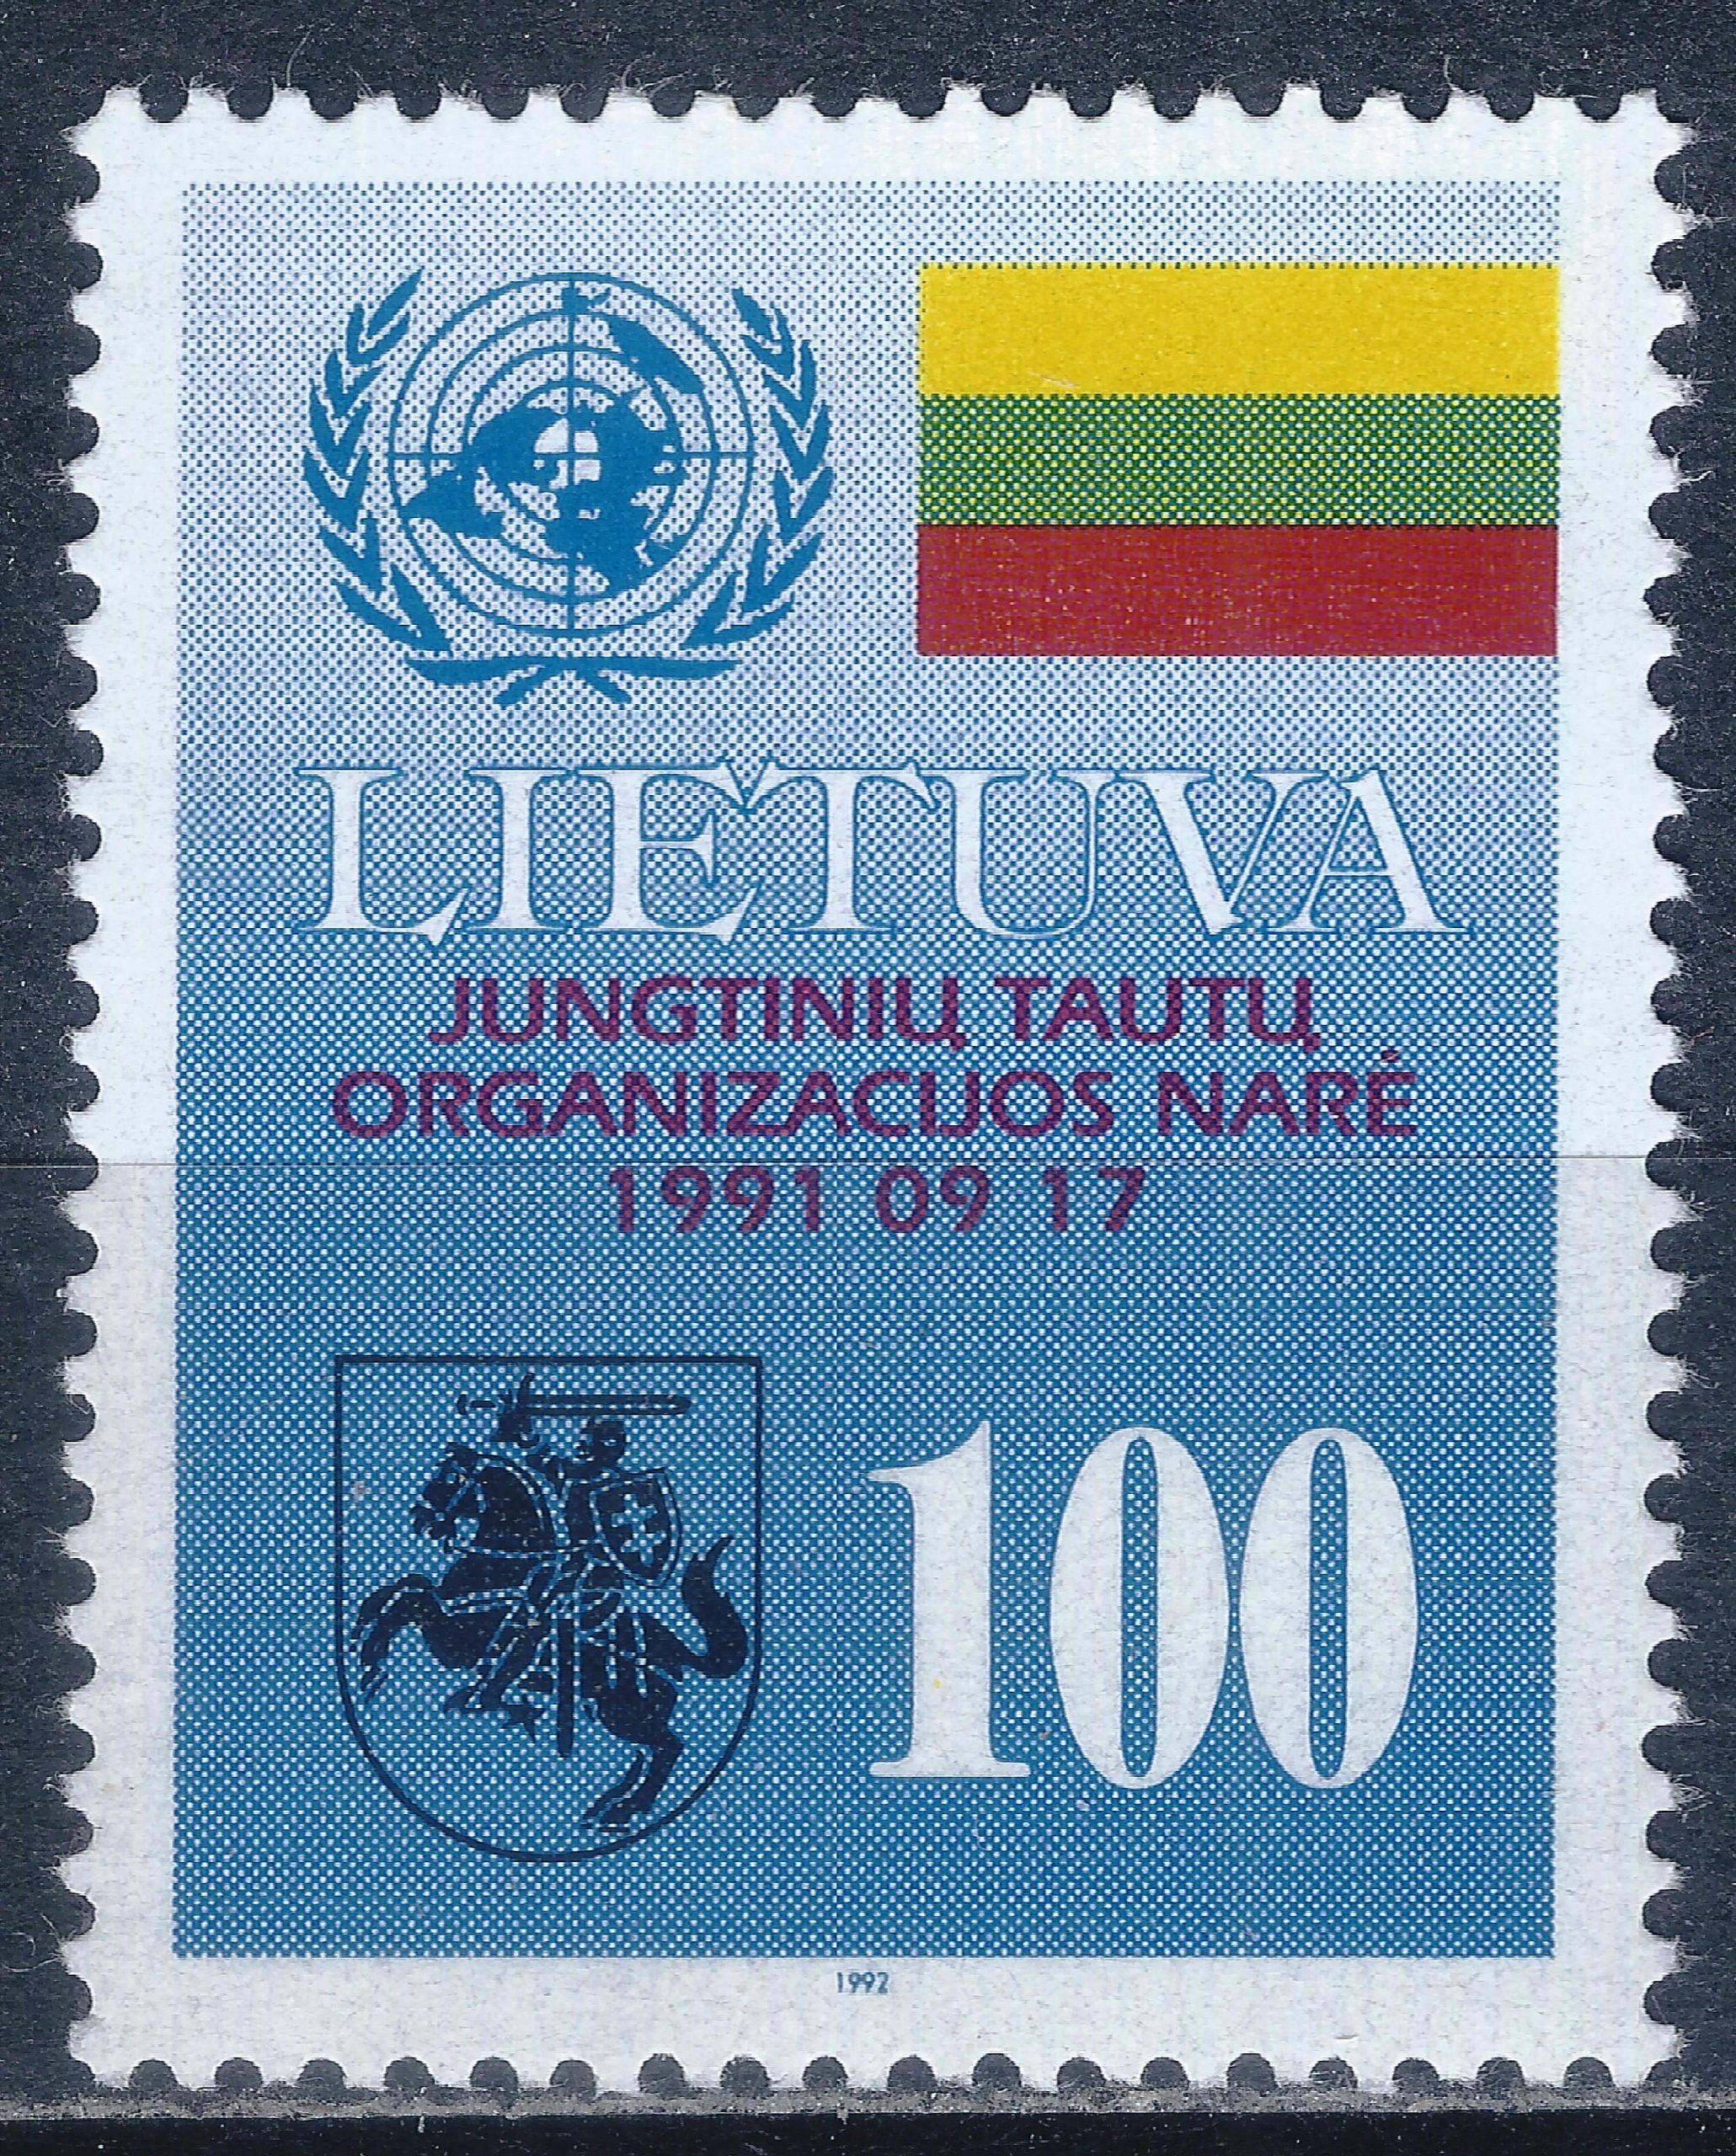 LIETUVA
JUNGTINIŲ TAUTŲ
ORGANIZACIJOS NARĖ
1991 09 17
100
1992